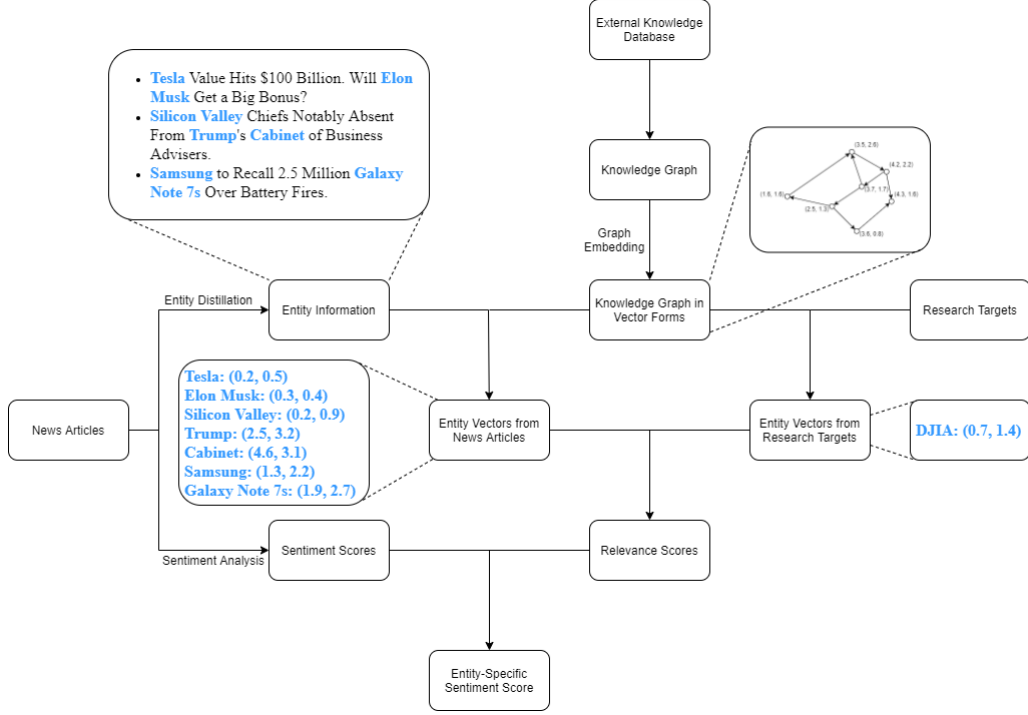 External Knowledge
Database
• Tesla Value Hits $100 Billion. Will Elon
Musk Get a Big Bonus?
• Silicon Valley Chiefs Notably Absent
From Trump's Cabinet of Business
Advisers.
• Samsung to Recall 2.5 Million Galaxy
Note 7s Over Battery Fires.
Knowledge Graph
(3.5, 2.6)
(4.2, 2.2)
(3.7, 1.7)
(1.6, 1.6)
(4.3, 1.6)
(2.5, 1.3)
(3.6, 0.8)
Graph
Embedding
Entity Distillation
Entity Information
Knowledge Graph in
Vector Forms
Research Targets
News Articles
Tesla: (0.2, 0.5)
Elon Musk: (0.3, 0.4)
Silicon Valley: (0.2, 0.9)
Trump: (2.5, 3.2)
Cabinet: (4.6, 3.1)
Samsung: (1.3, 2.2)
Galaxy Note 7s: (1.9, 2.7)
Entity Vectors from
News Articles
Entity Vectors from
Research Targets
DJIA: (0.7, 1.4)
Sentiment Analysis
Sentiment Scores
Relevance Scores
Entity-Specific
Sentiment Score